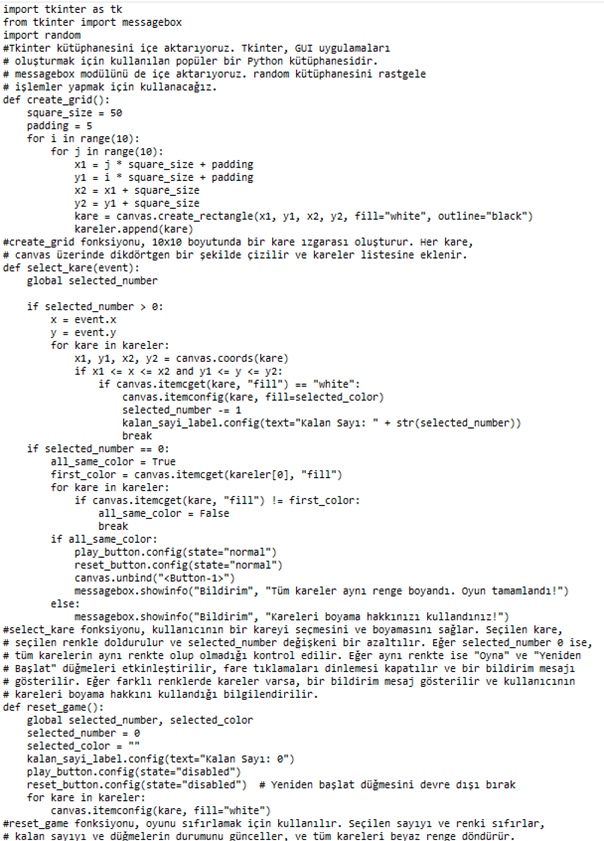 import tkinter as tk
from tkinter import messagebox
import random
#Tkinter kütüphanesini içe aktarıyoruz. Tkinter, GUI uygulamaları
# oluşturmak için kullanılan popüler bir Python kütüphanesidir.
# messagebox modülünü de içe aktarıyoruz. random kütüphanesini rastgele
# işlemler yapmak için kullanacağız.
def create_grid():
    square_size = 50
    padding = 5
    for i in range(10):
        for j in range(10):
            x1 = j * square_size + padding
            y1 = i * square_size + padding
            x2 = x1 + square_size
            y2 = y1 + square_size
            kare = canvas.create_rectangle(x1, y1, x2, y2, fill="white", outline="black")
            kareler.append(kare)
#create_grid fonksiyonu, 10x10 boyutunda bir kare ızgarası oluşturur. Her kare,
# canvas üzerinde dikdörtgen bir şekilde çizilir ve kareler listesine eklenir.
def select_kare(event):
    global selected_number

    if selected_number > 0:
        x = event.x
        y = event.y
        for kare in kareler:
            x1, y1, x2, y2 = canvas.coords(kare)
            if x1 <= x <= x2 and y1 <= y <= y2:
                if canvas.itemcget(kare, "fill") == "white":
                    canvas.itemconfig(kare, fill=selected_color)
                    selected_number -= 1
                    kalan_sayi_label.config(text="Kalan Sayı: " + str(selected_number))
                    break
    if selected_number == 0:
        all_same_color = True
        first_color = canvas.itemcget(kareler[0], "fill")
        for kare in kareler:
            if canvas.itemcget(kare, "fill") != first_color:
                all_same_color = False
                break
        if all_same_color:
            play_button.config(state="normal")
            reset_button.config(state="normal")
            canvas.unbind("<Button-1>")
            messagebox.showinfo("Bildirim", "Tüm kareler aynı renge boyandı. Oyun tamamlandı!")
        else:
            messagebox.showinfo("Bildirim", "Kareleri boyama hakkınızı kullandınız!")
#select_kare fonksiyonu, kullanıcının bir kareyi seçmesini ve boyamasını sağlar. Seçilen kare,
# seçilen renkle doldurulur ve selected_number değişkeni bir azaltılır. Eğer selected_number 0 ise,
# tüm karelerin aynı renkte olup olmadığı kontrol edilir. Eğer aynı renkte ise "Oyna" ve "Yeniden
# Başlat" düğmeleri etkinleştirilir, fare tıklamaları dinlemesi kapatılır ve bir bildirim mesajı
# gösterilir. Eğer farklı renklerde kareler varsa, bir bildirim mesaj gösterilir ve kullanıcının
# kareleri boyama hakkını kullandığı bilgilendirilir.
def reset_game():
    global selected_number, selected_color
    selected_number = 0
    selected_color = ""
    kalan_sayi_label.config(text="Kalan Sayı: 0")
    play_button.config(state="disabled")
    reset_button.config(state="disabled")  # Yeniden başlat düğmesini devre dışı bırak
    for kare in kareler:
        canvas.itemconfig(kare, fill="white")
#reset_game fonksiyonu, oyunu sıfırlamak için kullanılır. Seçilen sayıyı ve renki sıfırlar,
# kalan sayıyı ve düğmelerin durumunu günceller, ve tüm kareleri beyaz renge döndürür.